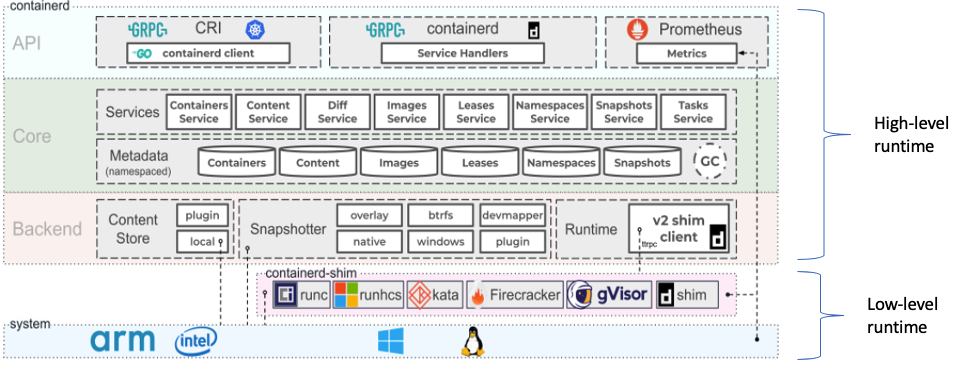 containerd
API
GRPC CRI
GO containerd client
GRPC containerd
Service Handlers
Prometheus
Metrics
Core
Services
Containers
Service
Content
Service
Diff
Service
Images
Service
Leases
Service
Namespaces
Service
Snapshots
Service
Tasks
Service
Metadata
(namespaced)
Containers
Content
Images
Leases
Namespaces
Snapshots
GC
Backend
Content
Store
plugin
local
Snapshotter
overlay
btrfs
devmapper
native
windows
plugin
Runtime
v2 shim
client
ttrpc
High-level
runtime
containerd-shim
runc
runhcs
kata
Firecracker
gVisor
shim
Low-level
runtime
system
arm
intel